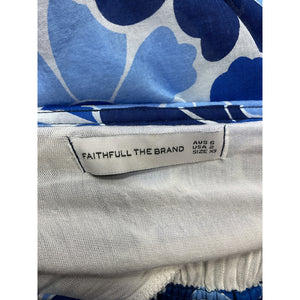 FAITHFULL THE BRAND
AUS 6
USA 2
SIZE XS